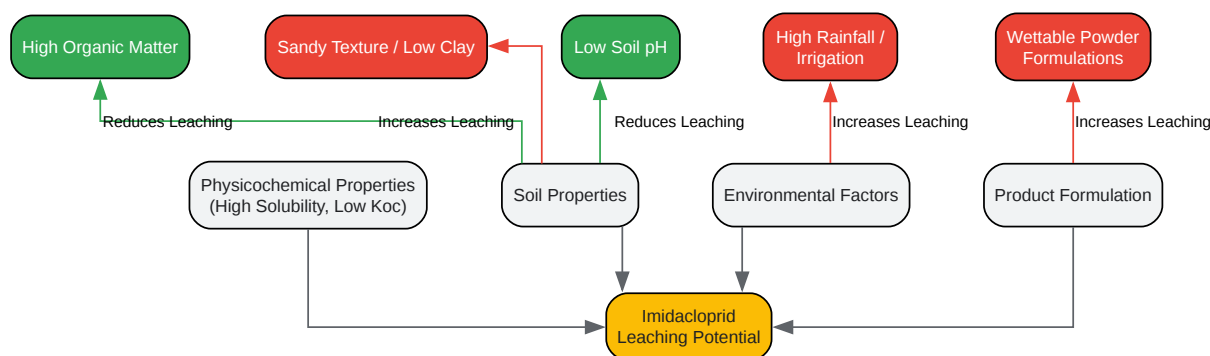 High Organic Matter
Sandy Texture / Low Clay
Low Soil pH
High Rainfall /
Irrigation
Wettable Powder
Formulations
Reduces Leaching
Increases Leaching
Reduces Leaching
Increases Leaching
Increases Leaching
Physicochemical Properties
(High Solubility, Low Koc)
Soil Properties
Environmental Factors
Product Formulation
Imidacloprid
Leaching Potential